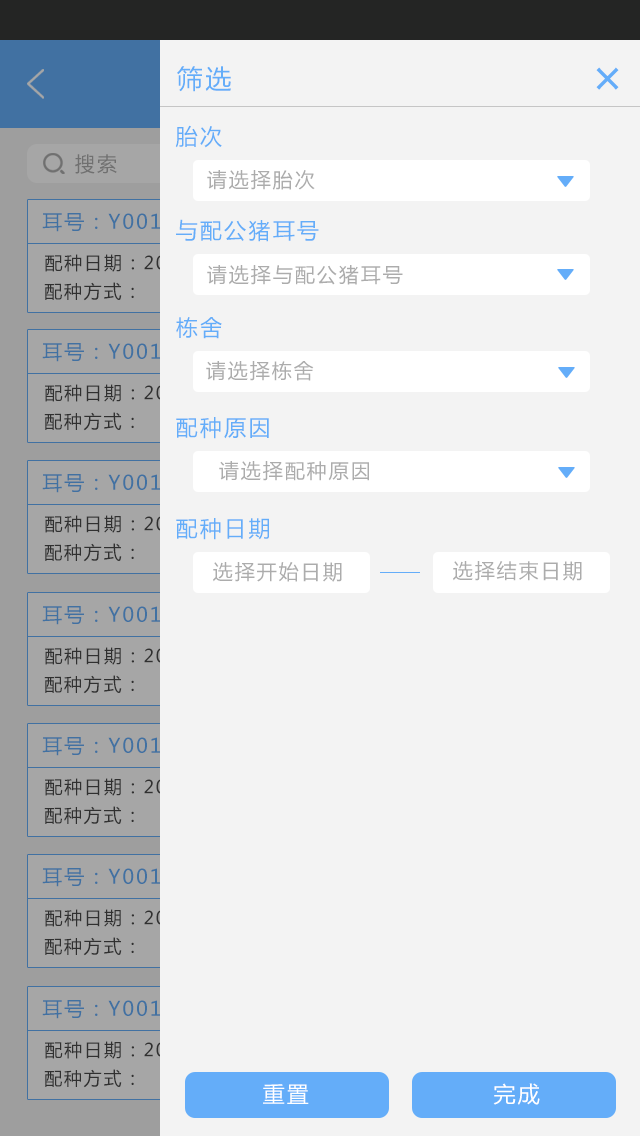 筛选
搜索
耳号：Y001
配种日期：20
配种方式：
耳号：Y001
配种日期：20
配种方式：
耳号：Y001
配种日期：20
配种方式：
耳号：Y001
配种日期：20
配种方式：
耳号：Y001
配种日期：20
配种方式：
耳号：Y001
配种日期：20
配种方式：
耳号：Y001
配种日期：20
配种方式：
胎次
请选择胎次
与配公猪耳号
请选择与配公猪耳号
栋舍
请选择栋舍
配种原因
请选择配种原因
配种日期
选择开始日期 —— 选择结束日期
重置 完成